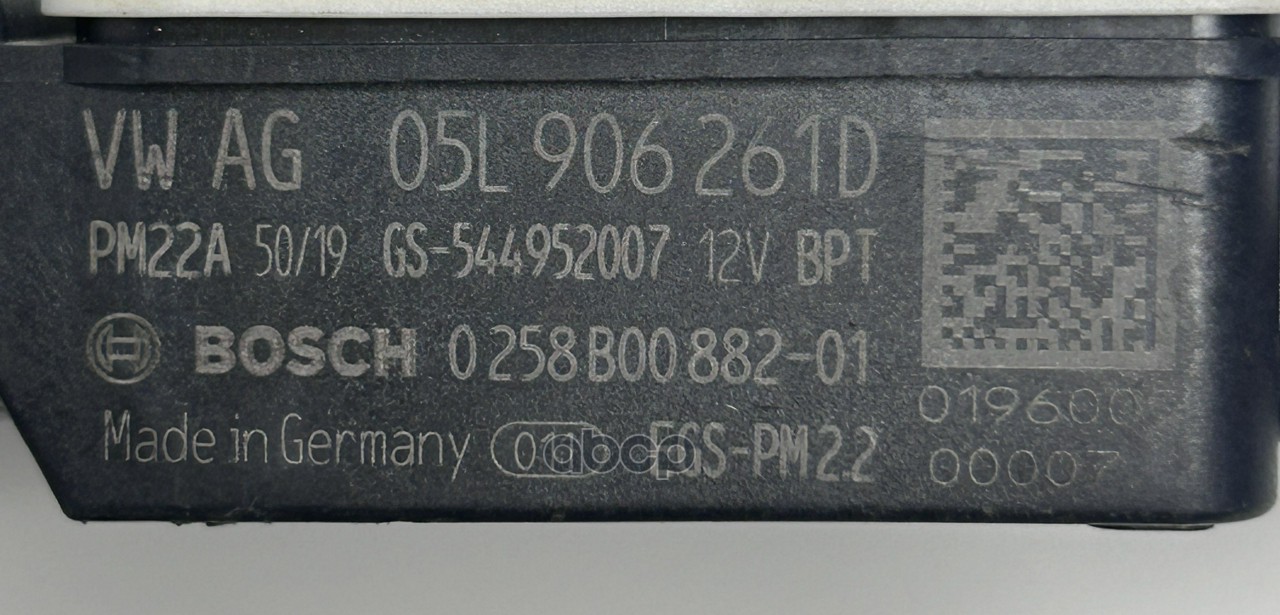 VW AG 05L 906 261D
PM22A 50/19 GS-544952007 12V BPT
BOSCH 0 258 B00 882-01
Made in Germany EGS-PM2.2
019600
00007